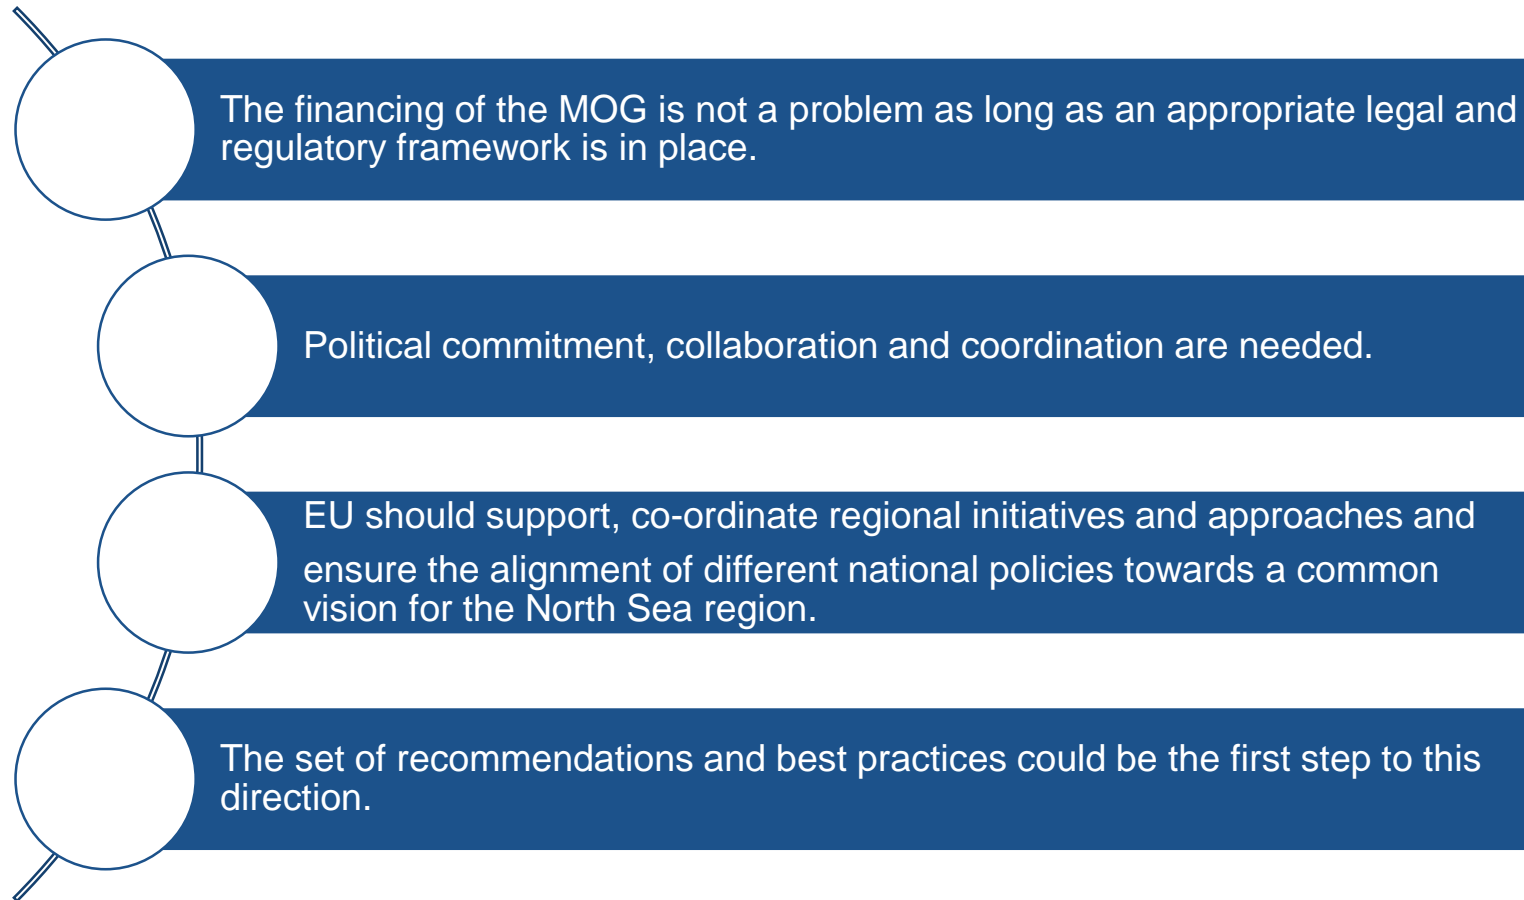 The financing of the MOG is not a problem as long as an appropriate legal and
regulatory framework is in place.
Political commitment, collaboration and coordination are needed.
EU should support, co-ordinate regional initiatives and approaches and
ensure the alignment of different national policies towards a common
vision for the North Sea region.
The set of recommendations and best practices could be the first step to this
direction.